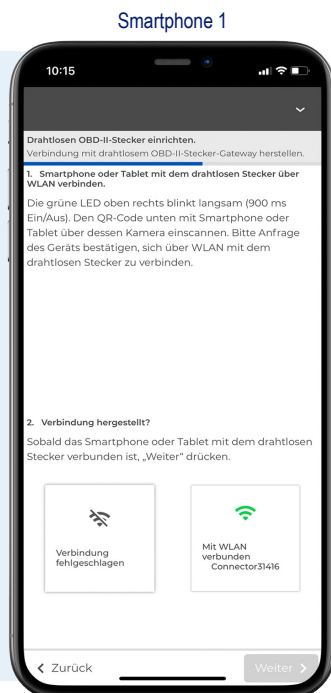 Smartphone 1
10:15
Drahtlosen OBD-II-Stecker einrichten.
Verbindung mit drahtlosem OBD-II-Stecker-Gateway herstellen.
1. Smartphone oder Tablet mit dem drahtlosen Stecker über
WLAN verbinden.
Die grüne LED oben rechts blinkt langsam (900 ms
Ein/Aus). Den QR-Code unten mit Smartphone oder
Tablet über dessen Kamera einscannen. Bitte Anfrage
des Geräts bestätigen, sich über WLAN mit dem
drahtlosen Stecker zu verbinden.
2. Verbindung hergestellt?
Sobald das Smartphone oder Tablet mit dem drahtlosen
Stecker verbunden ist, „Weiter" drücken.
Verbindung
fehlgeschlagen
Mit WLAN
verbunden
Connector31416
Zurück
Weiter